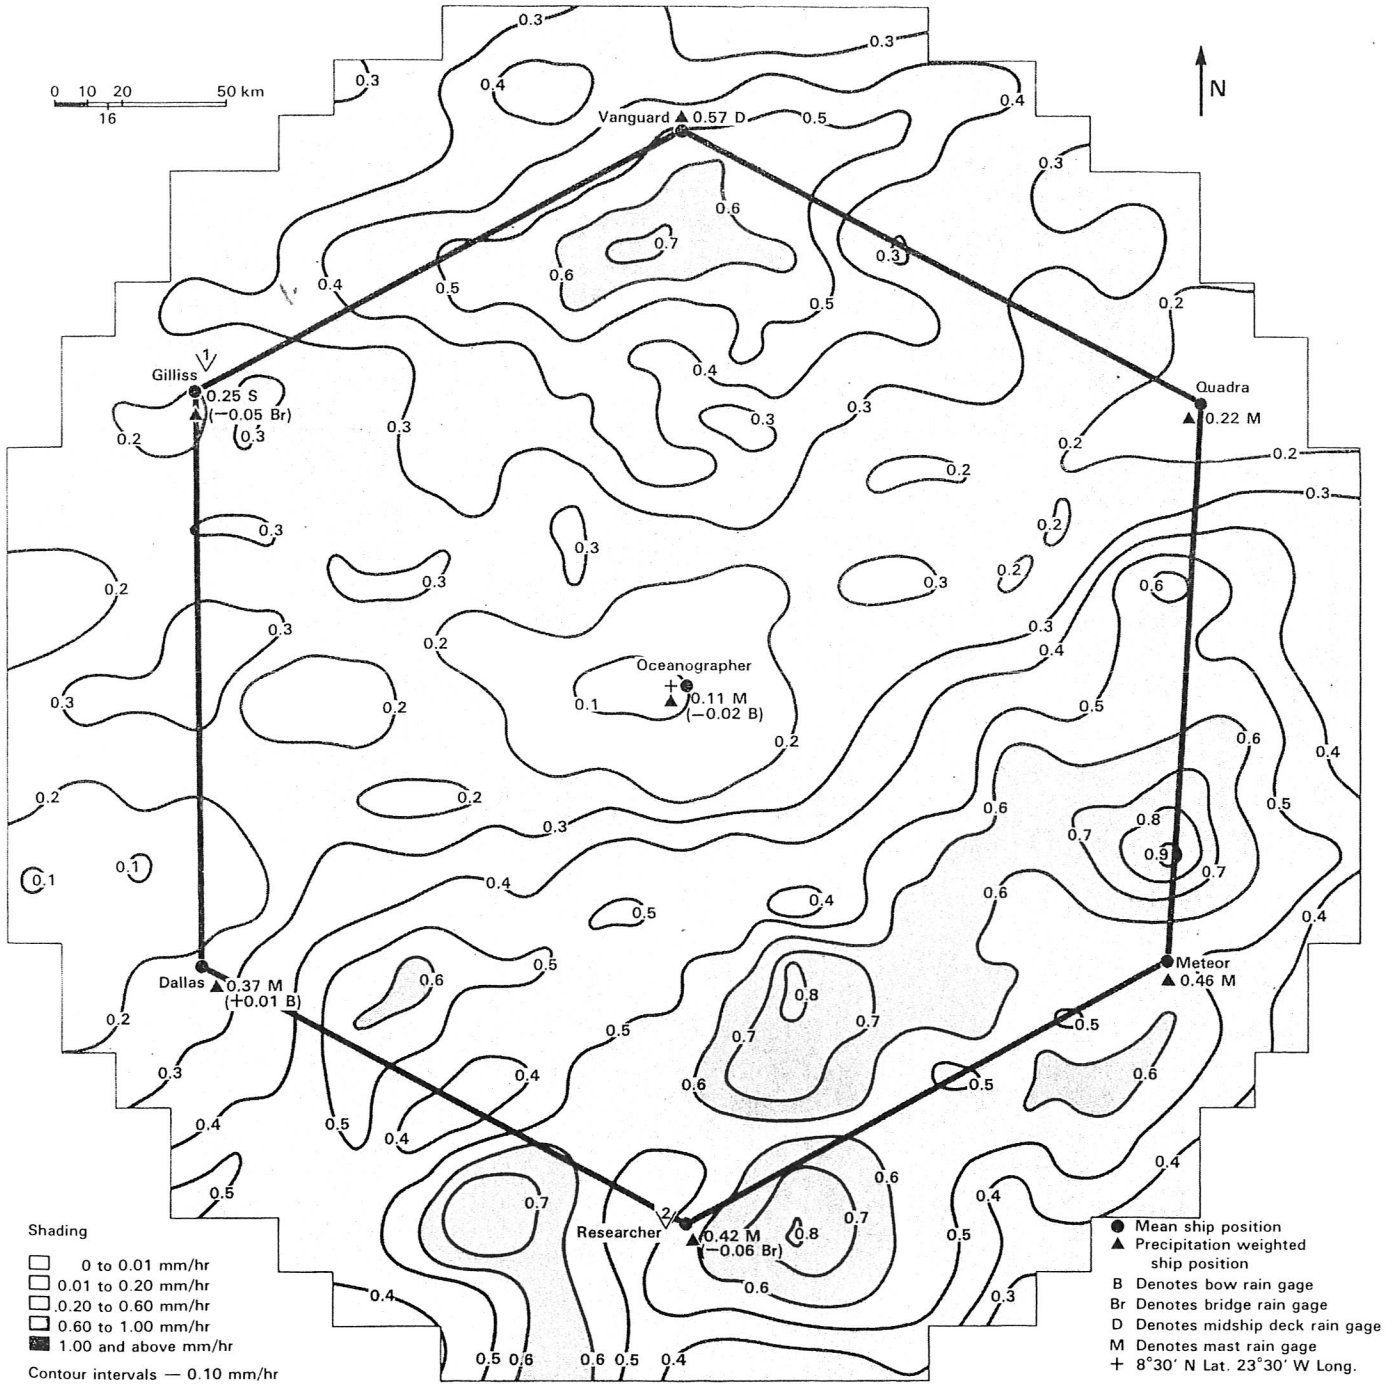 0.3
0.3
0.3
0.4
0 10 20 50 km
16
N
0.4
Vanguard 0.57 D
0.5
0.3
0.6
0.7
0.3
0.6
0.4
0.5
0.5
0.2
1
Gilliss
0.4
Quadra
0.25 S
(−0.05 Br)
0.3
0.3
0.22 M
0.2
0.3
0.3
0.2
0.2
0.2
0.3
0.3
0.2
0.3
0.2
0.3
0.3
0.2
0.6
0.2
0.3
0.3
0.2
0.4
Oceanographer
0.3
0.1
0.11 M
(−0.02 B)
0.2
0.5
0.2
0.6
0.4
0.2
0.2
0.6
0.5
0.3
0.8
0.7
0.9
0.1
0.1
0.7
0.4
0.6
0.4
0.5
0.4
0.5
Meteor
0.46 M
Dallas
0.37 M
(+0.01 B)
0.6
0.8
0.2
0.7
0.7
0.5
0.5
0.3
0.4
0.6
0.5
0.6
0.4
0.5
0.4
0.4
0.6
0.5
0.7
0.4
2
Researcher
0.42 M
(−0.06 Br)
0.8
0.7
0.5
0.6
0.4
0.3
0.5
0.6
0.6
0.5
0.4
Shading
0 to 0.01 mm/hr
0.01 to 0.20 mm/hr
.020 to 0.60 mm/hr
0.60 to 1.00 mm/hr
1.00 and above mm/hr
Contour intervals — 0.10 mm/hr
Mean ship position
Precipitation weighted
ship position
B Denotes bow rain gage
Br Denotes bridge rain gage
D Denotes midship deck rain gage
M Denotes mast rain gage
+ 8°30′ N Lat. 23°30′ W Long.